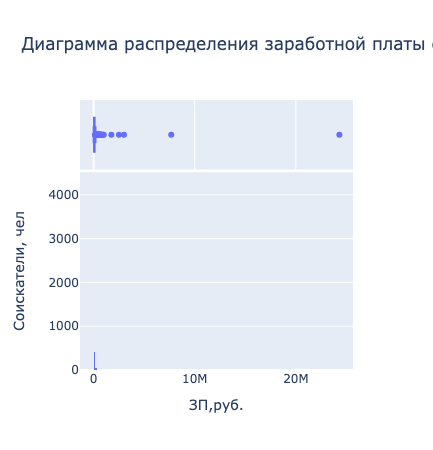 Диаграмма распределения заработной платы
Соискатели, чел
4000
3000
2000
1000
0
0
10M
20M
ЗП,руб.